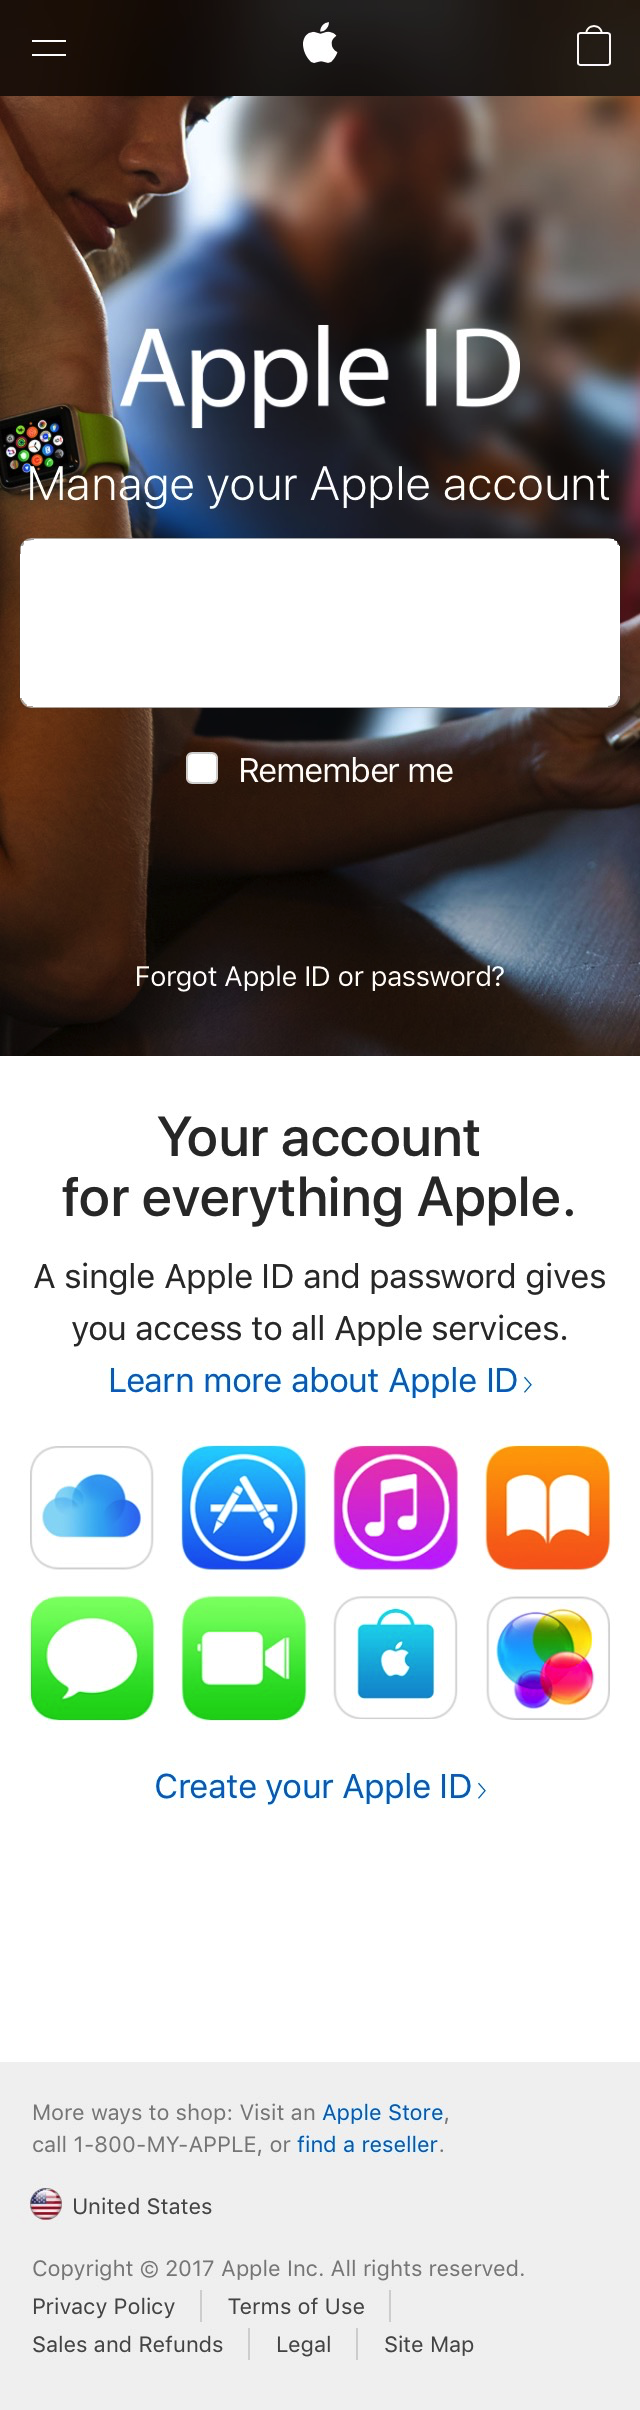 Apple ID
Manage your Apple account
Remember me
Forgot Apple ID or password?
Your account
for everything Apple.
A single Apple ID and password gives
you access to all Apple services.
Learn more about Apple ID ›
Create your Apple ID ›
More ways to shop: Visit an Apple Store,
call 1-800-MY-APPLE, or find a reseller.
United States
Copyright © 2017 Apple Inc. All rights reserved.
Privacy Policy | Terms of Use |
Sales and Refunds | Legal | Site Map